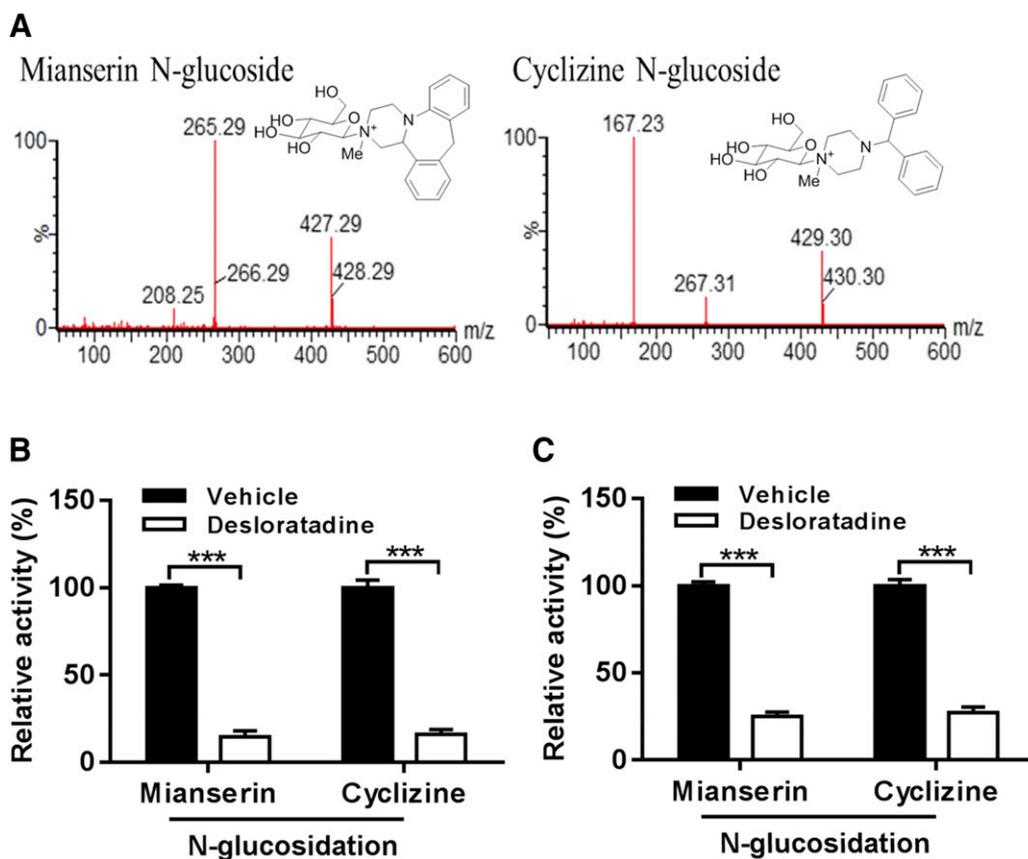 A
Mianserin N-glucoside
100
%
0
265.29
266.29
208.25
427.29
428.29
100 200 300 400 500 600 m/z
HO
HO
HO
HO
O
N+
Me
N
Cyclizine N-glucoside
100
%
0
167.23
267.31
429.30
430.30
100 200 300 400 500 600 m/z
HO
HO
HO
HO
O
N+
Me
N
B
Relative activity (%)
150
100
50
0
Vehicle
Desloratadine
***
***
Mianserin Cyclizine
N-glucosidation
C
Relative activity (%)
150
100
50
0
Vehicle
Desloratadine
***
***
Mianserin Cyclizine
N-glucosidation